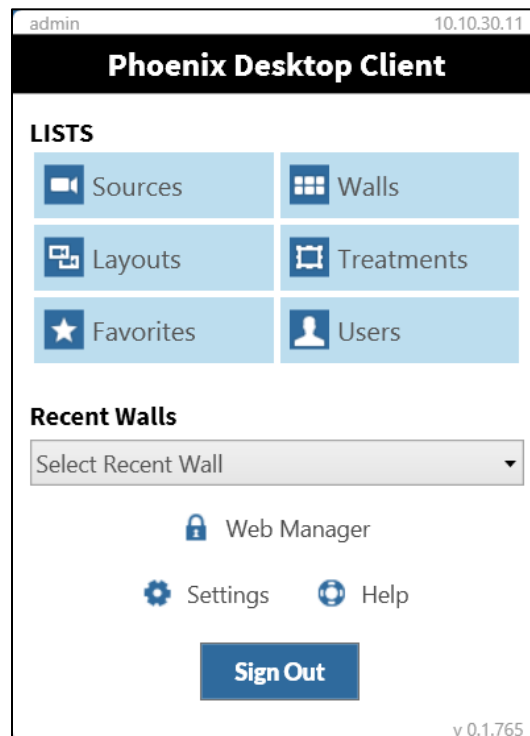 admin 10.10.30.11
Phoenix Desktop Client
LISTS
Sources Walls
Layouts Treatments
Favorites Users
Recent Walls
Select Recent Wall
Web Manager
Settings Help
Sign Out
v 0.1.765